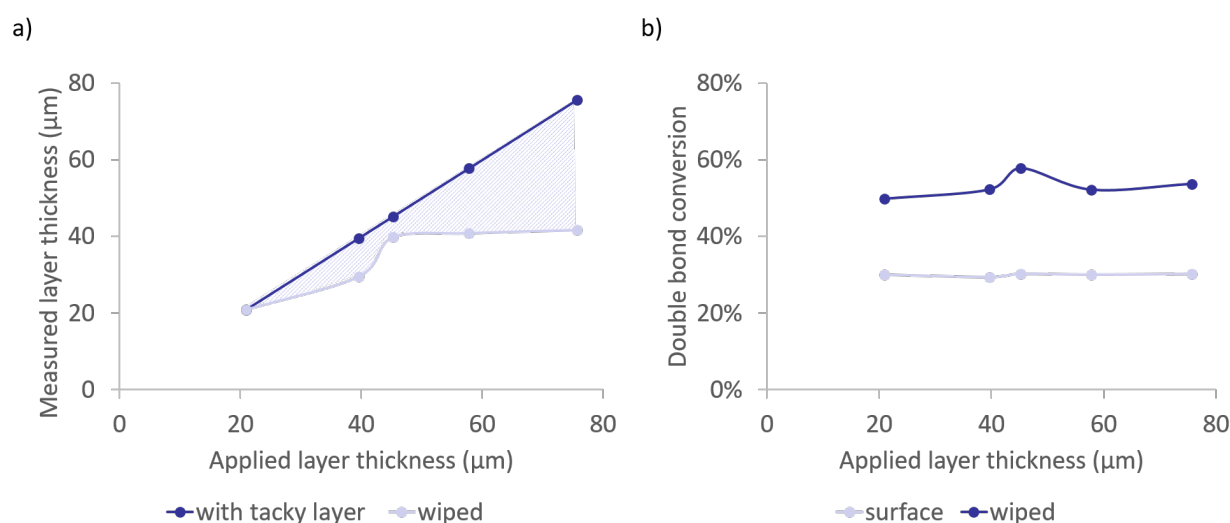 a)
Measured layer thickness (µm)
80
60
40
20
0
0 20 40 60 80
Applied layer thickness (µm)
with tacky layer wiped
b)
Double bond conversion
80%
60%
40%
20%
0%
0 20 40 60 80
Applied layer thickness (µm)
surface wiped